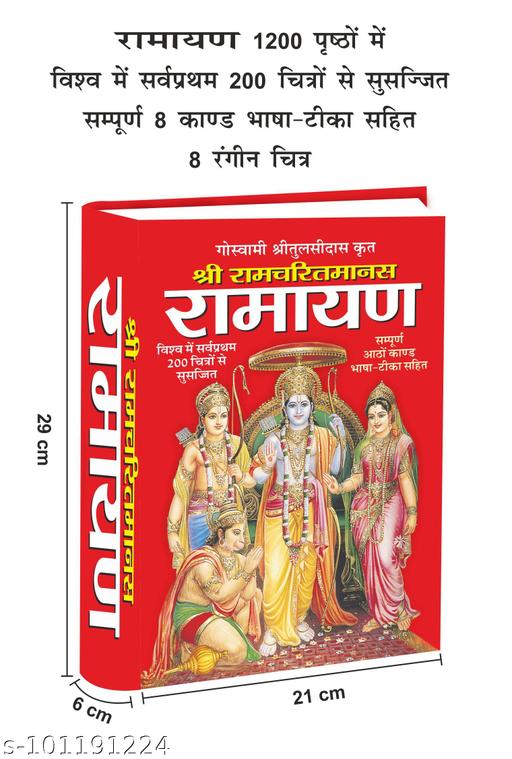 रामायण 1200 पृष्ठों में
विश्व में सर्वप्रथम 200 चित्रों से सुसज्जित
सम्पूर्ण 8 काण्ड भाषा-टीका सहित
8 रंगीन चित्र
गोस्वामी श्रीतुलसीदास कृत
श्री रामचरितमानस
रामायण
विश्व में सर्वप्रथम
200 चित्रों से
सुसज्जित
सम्पूर्ण
आठों काण्ड
भाषा-टीका सहित
श्री रामचरितमानस
रामायण
29 cm
6 cm
21 cm
s-101191224